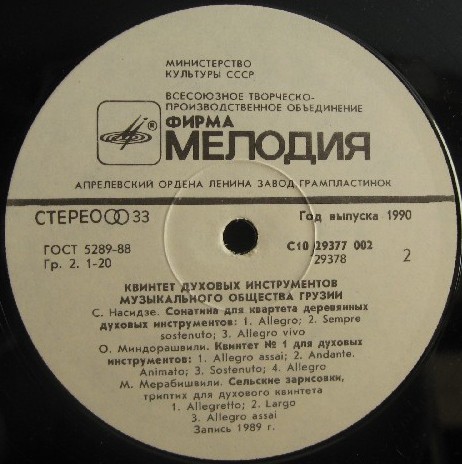 МИНИСТЕРСТВО
КУЛЬТУРЫ СССР
ВСЕСОЮЗНОЕ ТВОРЧЕСКО-
ПРОИЗВОДСТВЕННОЕ ОБЪЕДИНЕНИЕ
®
ФИРМА
МЕЛОДИЯ
АПРЕЛЕВСКИЙ ОРДЕНА ЛЕНИНА ЗАВОД ГРАМПЛАСТИНОК
СТЕРЕО 33 Год выпуска 1990
ГОСТ 5289-88 С10 29377 002
Гр. 2. 1-20 29378 2
КВИНТЕТ ДУХОВЫХ ИНСТРУМЕНТОВ
МУЗЫКАЛЬНОГО ОБЩЕСТВА ГРУЗИИ
С. Насидзе. Сонатина для квартета деревянных
духовых инструментов: 1. Allegro; 2. Sempre
sostenuto; 3. Allegro vivo
О. Миндорашвили. Квинтет № 1 для духовых
инструментов: 1. Allegro assai; 2. Andante.
Animato; 3. Sostenuto; 4. Allegro
М. Мерабишвили. Сельские зарисовки,
триптих для духового квинтета
1. Allegretto; 2. Largo
3. Allegro assai
Запись 1989 г.